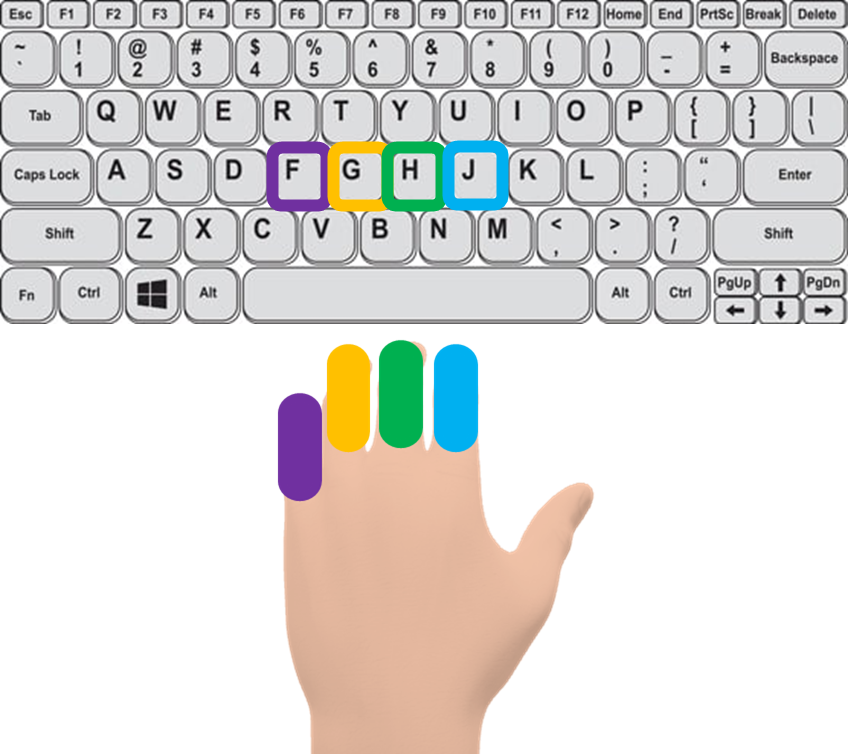 Esc F1 F2 F3 F4 F5 F6 F7 F8 F9 F10 F11 F12 Home End PrtSc Break Delete
~ ! @ # $ % ^ & * ( ) _ +
` 1 2 3 4 5 6 7 8 9 0 - = Backspace
Tab Q W E R T Y U I O P { } |
[ ] \
Caps Lock A S D F G H J K L : “ Enter
; ‘
Shift Z X C V B N M < > ? Shift
, . /
Fn Ctrl Alt Alt Ctrl PgUp ↑ PgDn
← ↓ →